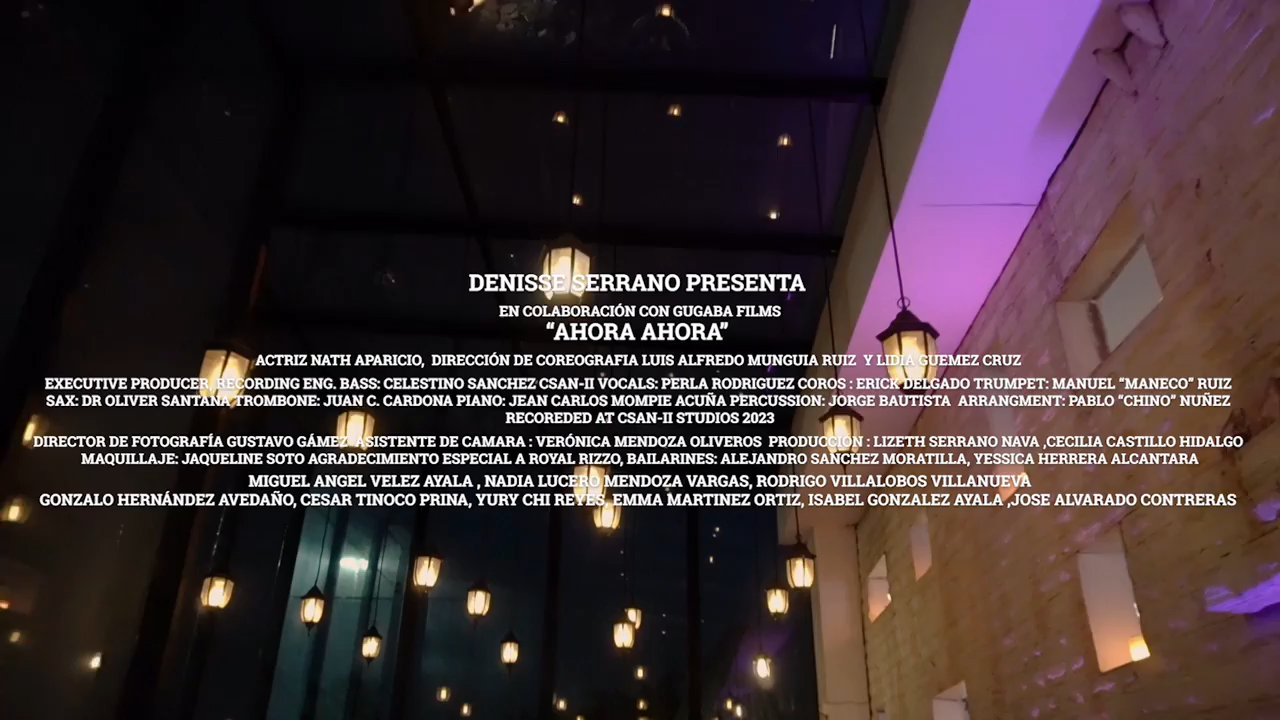 DENISSE SERRANO PRESENTA
EN COLABORACIÓN CON GUGABA FILMS
“AHORA AHORA”
ACTRIZ NATH APARICIO, DIRECCIÓN DE COREOGRAFIA LUIS ALFREDO MUNGUIA RUIZ Y LIDIA GUEMEZ CRUZ
EXECUTIVE PRODUCER, RECORDING ENG. BASS: CELESTINO SANCHEZ CSAN-II VOCALS: PERLA RODRIGUEZ COROS : ERICK DELGADO TRUMPET: MANUEL “MANECO” RUIZ
SAX: DR OLIVER SANTANA TROMBONE: JUAN C. CARDONA PIANO: JEAN CARLOS MOMPIE ACUÑA PERCUSSION: JORGE BAUTISTA ARRANGMENT: PABLO “CHINO” NUÑEZ
RECOREDED AT CSAN-II STUDIOS 2023
DIRECTOR DE FOTOGRAFÍA GUSTAVO GÁMEZ ASISTENTE DE CAMARA : VERÓNICA MENDOZA OLIVEROS PRODUCCION : LIZETH SERRANO NAVA ,CECILIA CASTILLO HIDALGO
MAQUILLAJE: JAQUELINE SOTO AGRADECIMIENTO ESPECIAL A ROYAL RIZZO, BAILARINES: ALEJANDRO SANCHEZ MORATILLA, YESSICA HERRERA ALCANTARA
MIGUEL ANGEL VELEZ AYALA , NADIA LUCERO MENDOZA VARGAS, RODRIGO VILLALOBOS VILLANUEVA
GONZALO HERNÁNDEZ AVEDAÑO, CESAR TINOCO PRINA, YURY CHI REYES, EMMA MARTINEZ ORTIZ, ISABEL GONZALEZ AYALA ,JOSE ALVARADO CONTRERAS